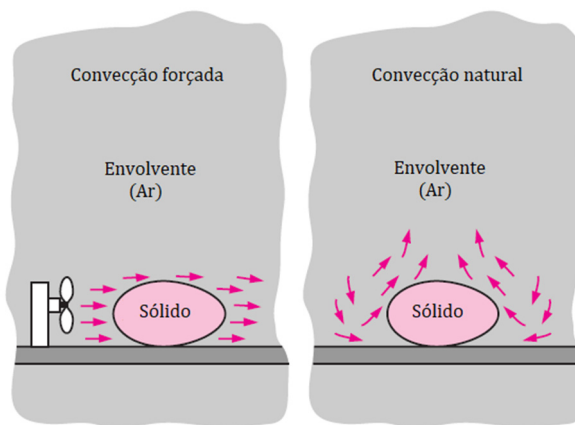 Convecção forçada
Envolvente
(Ar)
Sólido
Convecção natural
Envolvente
(Ar)
Sólido